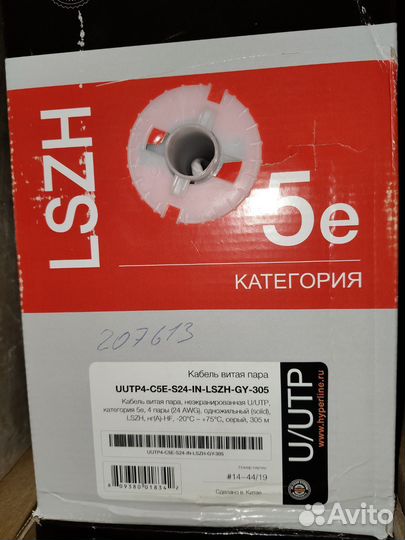 LSZH
5e
КАТЕГОРИЯ
207613
Кабель витая пара
UUTP4-C5E-S24-IN-LSZH-GY-305
Кабель витая пара, неэкранированная U/UTP,
категория 5e, 4 пары (24 AWG), одножильный (solid),
LSZH, нг(А)-HF, -20°C – +75°C, серый, 305 м
UUTP4-C5E-S24-IN-LSZH-GY-305
Номер партии:
#14-44/19
Сделано в: Китае
U/UTP
www.hyperline.ru
Avito